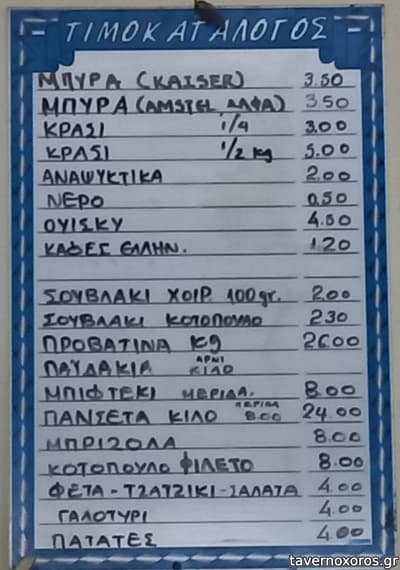 - ΤΙΜΟΚΑΤΑΛΟΓΟΣ -
ΜΠΥΡΑ (KAISER) 3.50
ΜΠΥΡΑ (AMSTEL ΑΛΦΑ) 3.50
ΚΡΑΣΙ 1/4 3.00
ΚΡΑΣΙ 1/2 kg 5.00
ΑΝΑΨΥΚΤΙΚΑ 2.00
ΝΕΡΟ 0.50
ΟΥΙΣΚΥ 4.50
ΚΑΦΕΣ ΕΛΛΗΝ. 1.20
ΣΟΥΒΛΑΚΙ ΧΟΙΡ. 100gr. 2.00
ΣΟΥΒΛΑΚΙ ΚΟΤΟΠΟΥΛΟ 2.30
ΠΡΟΒΑΤΙΝΑ Kg 26.00
ΠΑΪΔΑΚΙΑ ΑΡΝΙ ΚΙΛΟ
ΜΠΙΦΤΕΚΙ ΜΕΡΙΔΑ. 8.00
ΠΑΝΣΕΤΑ ΚΙΛΟ ΜΕΡΙΔΑ 8.00 24.00
ΜΠΡΙΖΟΛΑ 8.00
ΚΟΤΟΠΟΥΛΟ ΦΙΛΕΤΟ 8.00
ΦΕΤΑ - ΤΖΑΤΖΙΚΙ - ΣΑΛΑΤΑ 4.00
ΓΑΛΟΤΥΡΙ 4.00
ΠΑΤΑΤΕΣ 4.00
tavernoxoros.gr